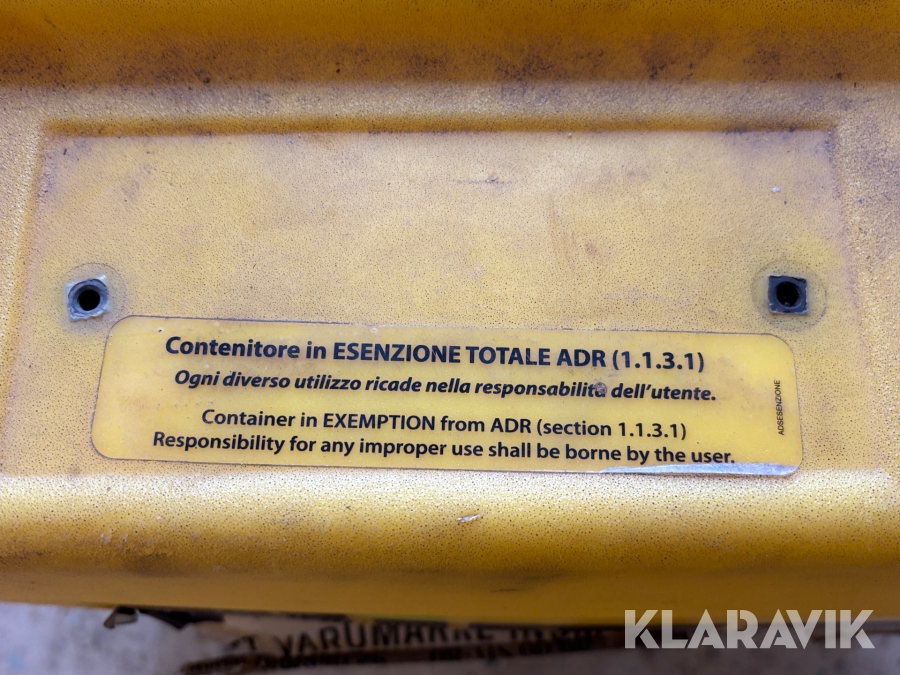 Contenitore in ESENZIONE TOTALE ADR (1.1.3.1)
Ogni diverso utilizzo ricade nella responsabilità dell'utente.
Container in EXEMPTION from ADR (section 1.1.3.1)
Responsibility for any improper use shall be borne by the user.
ADSESENZIONE
KLARAVIK